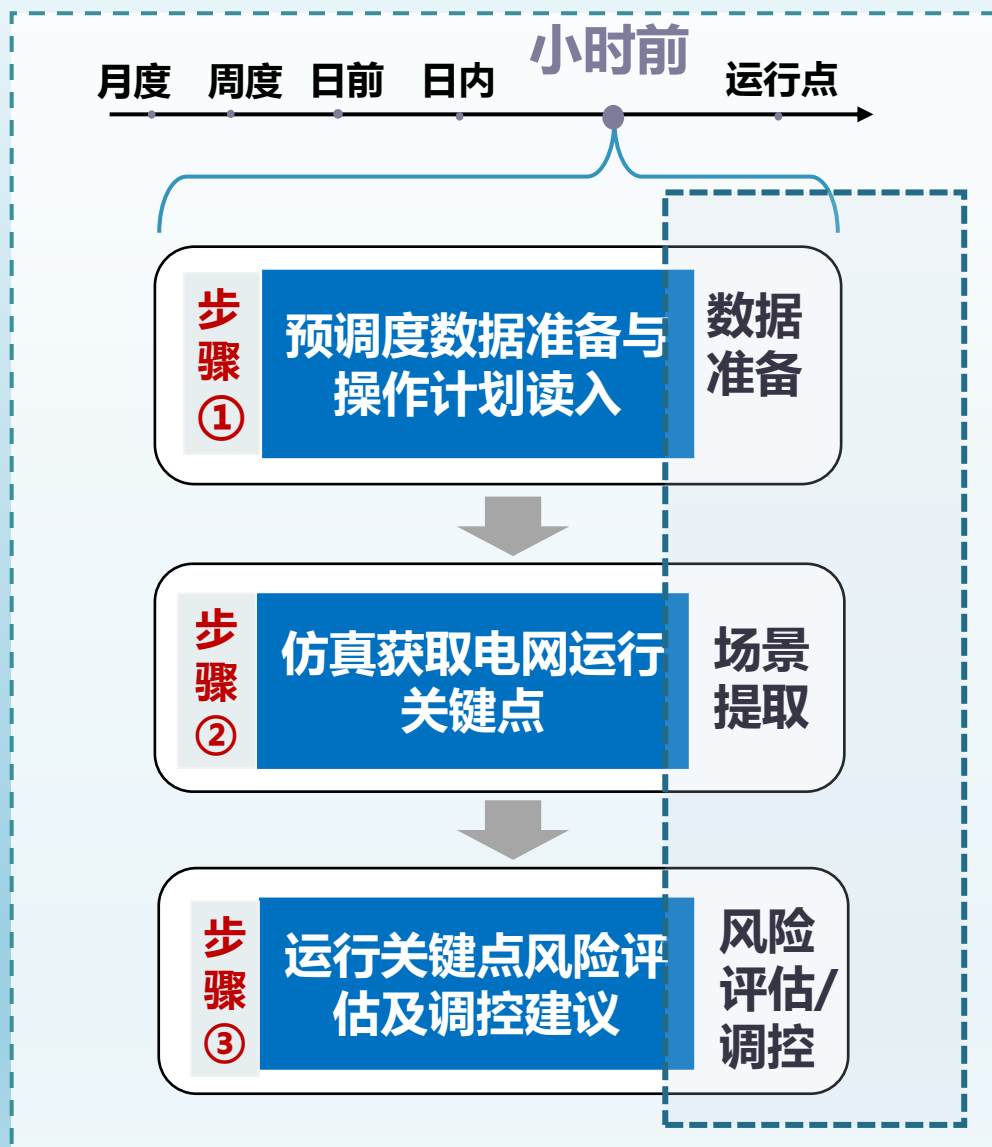 小时前
月度 周度 日前 日内 运行点
步
骤
①
预调度数据准备与
操作计划读入
数据
准备
步
骤
②
仿真获取电网运行
关键点
场景
提取
步
骤
③
运行关键点风险评
估及调控建议
风险
评估/
调控